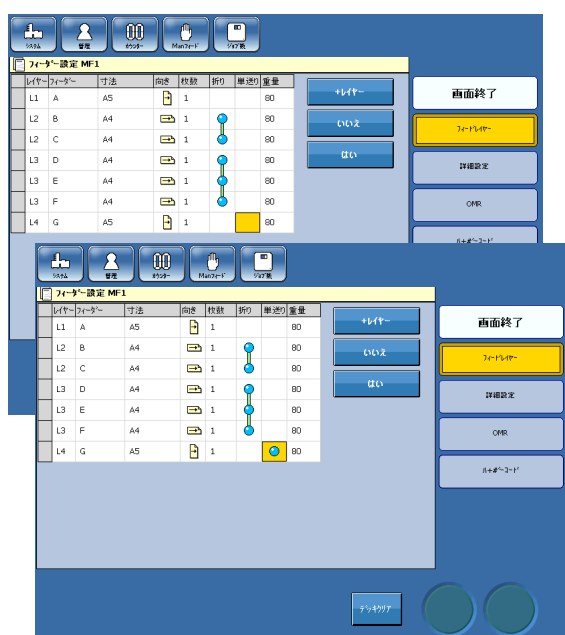 システム 管理 カウンター Manフィード ジョブ後
フィーダー設定 MF1
レイヤー フィーダー 寸法 向き 枚数 折り 単送り 重量
L1 A A5 1 80
L2 B A4 1 80
L2 C A4 1 80
L3 D A4 1 80
L3 E A4 1 80
L3 F A4 1 80
L4 G A5 1 80
+レイヤー
いいえ
はい
画面終了
フィードレイヤー
詳細設定
OMR
システム 管理 カウンター Manフィード
フィーダー設定 MF1
レイヤー フィーダー 寸法 向き 枚数 折り 単送り 重量
L1 A A5 1 80
L2 B A4 1 80
L2 C A4 1 80
L3 D A4 1 80
L3 E A4 1 80
L3 F A4 1 80
L4 G A5 1 80
+レイヤー
いいえ
はい
画面終了
フィードレイヤー
詳細設定
OMR
バーコード
デッキクリア